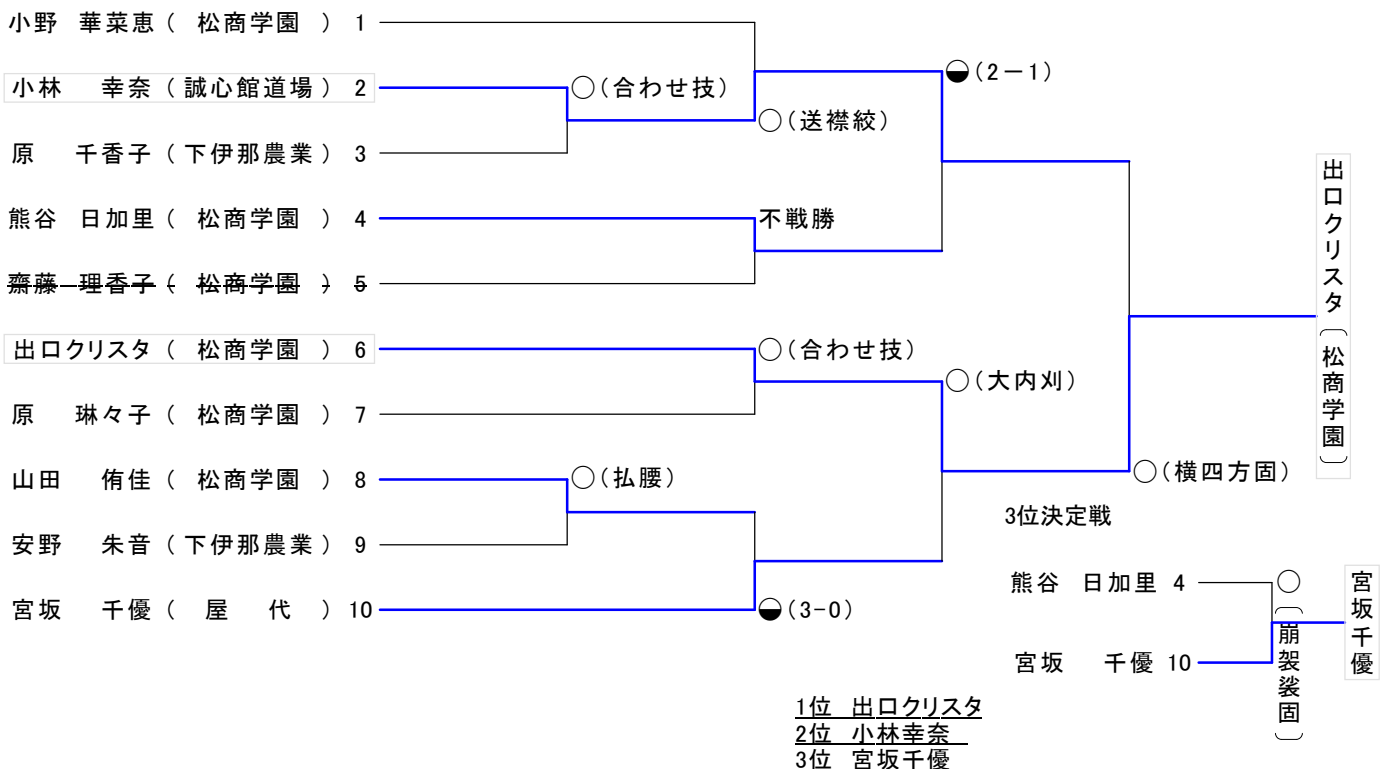 小野 華菜恵 ( 松商学園 ) 1
小林 幸奈 ( 誠心館道場 ) 2
○(合わせ技)
●(2－1)
○(送襟絞)
原 千香子 ( 下伊那農業 ) 3
熊谷 日加里 ( 松商学園 ) 4
不戦勝
齋藤 理香子 ( 松商学園 ) 5
出口クリスタ ( 松商学園 ) 6
○(合わせ技)
○(大内刈)
原 琳々子 ( 松商学園 ) 7
山田 侑佳 ( 松商学園 ) 8
○(払腰)
○(横四方固)
安野 朱音 ( 下伊那農業 ) 9
宮坂 千優 ( 屋 代 ) 10
●(3-0)
出口クリスタ(松商学園)
3位決定戦
熊谷 日加里 4
宮坂 千優 10
○(崩袈裟固)
宮坂千優
1位 出口クリスタ
2位 小林幸奈
3位 宮坂千優